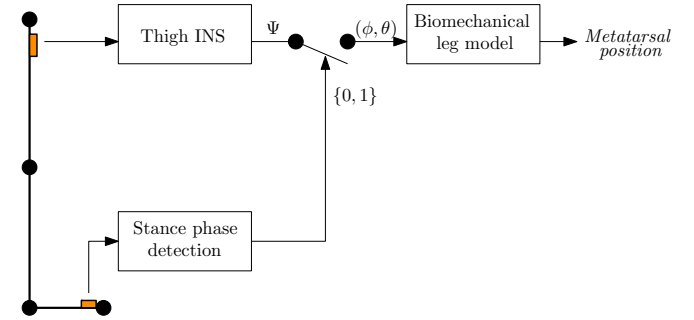 Thigh INS
Ψ
(ϕ, θ)
Biomechanical
leg model
Metatarsal
position
{0, 1}
Stance phase
detection